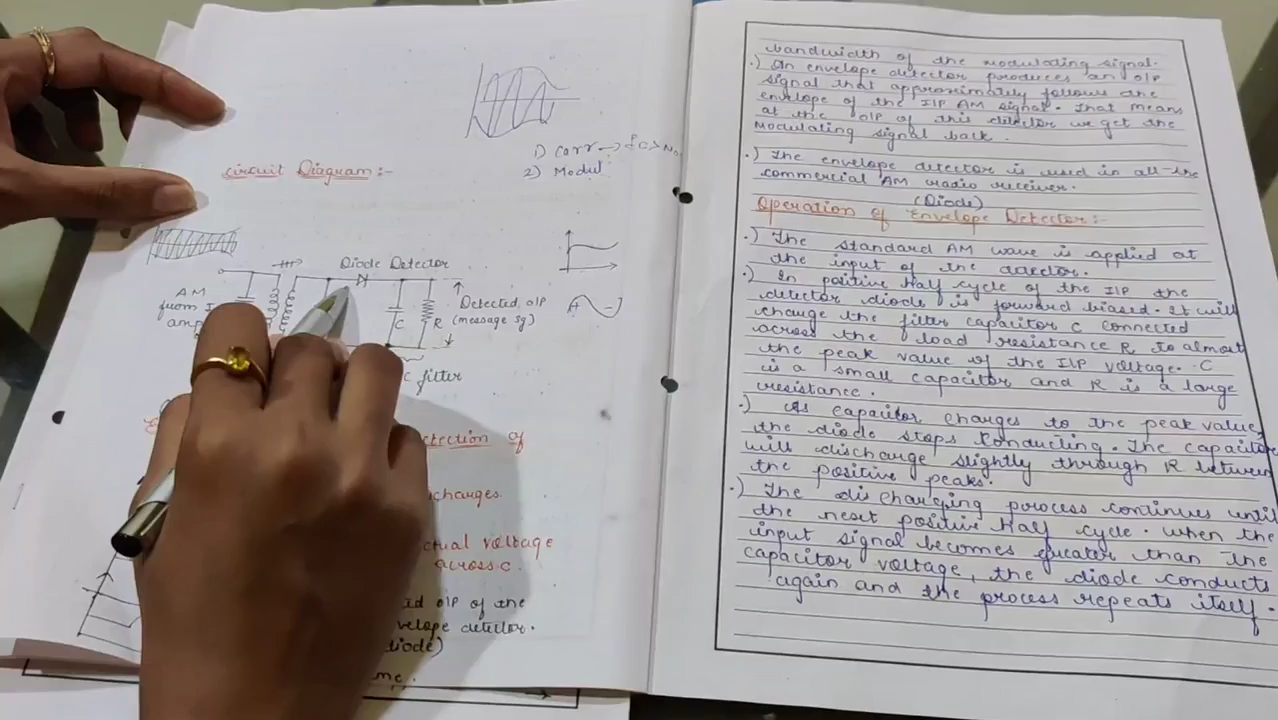 1) Carr → fc > No
2) Modul
Circuit Diagram:-
Diode Detector
AM
from I
amp
C
R
Detected o/P
(message sg)
C filter
etection of
discharges
ctual voltage
across C.
ed o/P of the
velope detector.
diode)
me.
bandwidth of the modulating signal.
.) An envelope detector produces an o/P
signal that approximately follows the
envelope of the I/P AM signal. That means
at the o/P of this detector we get the
Modulating signal back.
.) The envelope detector is used in all the
commercial AM radio receiver.
(Diode)
Operation of Envelope Detector:-
.) The standard AM wave is applied at
the input of the detector.
.) In positive half cycle of the I/P the
detector diode is forward biased. It will
charge the filter capacitor C connected
across the load resistance R to almost
the peak value of the I/P voltage. C
is a small capacitor and R is a large
resistance.
.) As capacitor charges to the peak value,
the diode stops conducting. The capacitor
will discharge slightly through R between
the positive peaks.
.) The discharging process continues until
the next positive half cycle. When the
input signal becomes greater than the
capacitor voltage, the diode conducts
again and the process repeats itself.